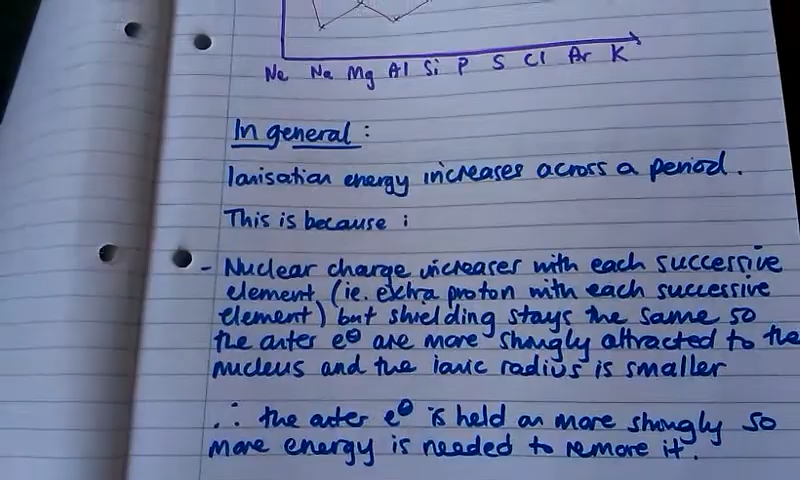 Ne Na Mg Al Si P S Cl Ar K
In general:
Ionisation energy increases across a period.
This is because :
- Nuclear charge increases with each successive
element (ie. extra proton with each successive
element) but shielding stays the same so
the outer e⊖ are more strongly attracted to the
nucleus and the ionic radius is smaller
∴ the outer e⊖ is held on more strongly so
more energy is needed to remove it.